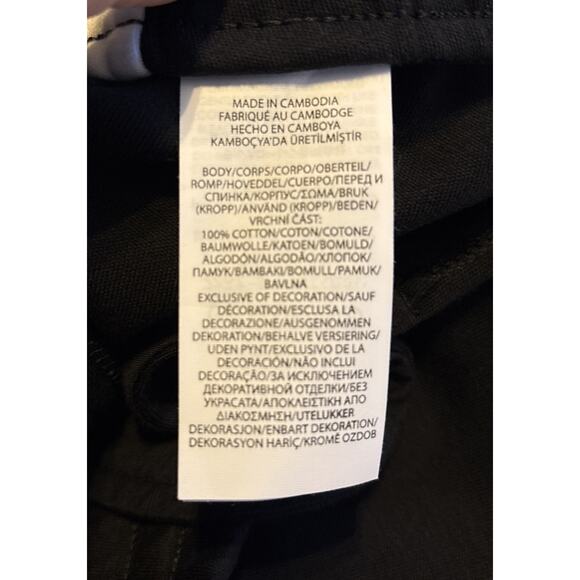 MADE IN CAMBODIA
FABRIQUÉ AU CAMBODGE
HECHO EN CAMBOYA
KAMBOÇYA'DA ÜRETİLMİŞTİR
BODY/CORPS/CORPO/OBERTEIL/
ROMP/HOVEDDEL/CUERPO/ПЕРЕД И
СПИНКА/КОРПУС/ΣΩΜΑ/BRUK
(KROPP)/ANVÄND (KROPP)/BEDEN/
VRCHNÍ ČÁST:
100% COTTON/COTON/COTONE/
BAUMWOLLE/KATOEN/BOMULD/
ALGODÓN/ALGODÃO/ХЛОПОК/
ПАМУК/ΒΑΜΒΑΚΙ/BOMULL/PAMUK/
BAVLNA
EXCLUSIVE OF DECORATION/SAUF
DÉCORATION/ESCLUSA LA
DECORAZIONE/AUSGENOMMEN
DEKORATION/BEHALVE VERSIERING/
UDEN PYNT/EXCLUSIVO DE LA
DECORACIÓN/NÃO INCLUI
DECORAÇÃO/ЗА ИСКЛЮЧЕНИЕМ
ДЕКОРАТИВНОЙ ОТДЕЛКИ/БЕЗ
УКРАСАТА/ΑΠΟΚΛΕΙΣΤΙΚΗ ΑΠΟ
ΔΙΑΚΟΣΜΗΣΗ/UTELUKKER
DEKORASJON/ENBART DEKORATION/
DEKORASYON HARİÇ/KROMĚ OZDOB